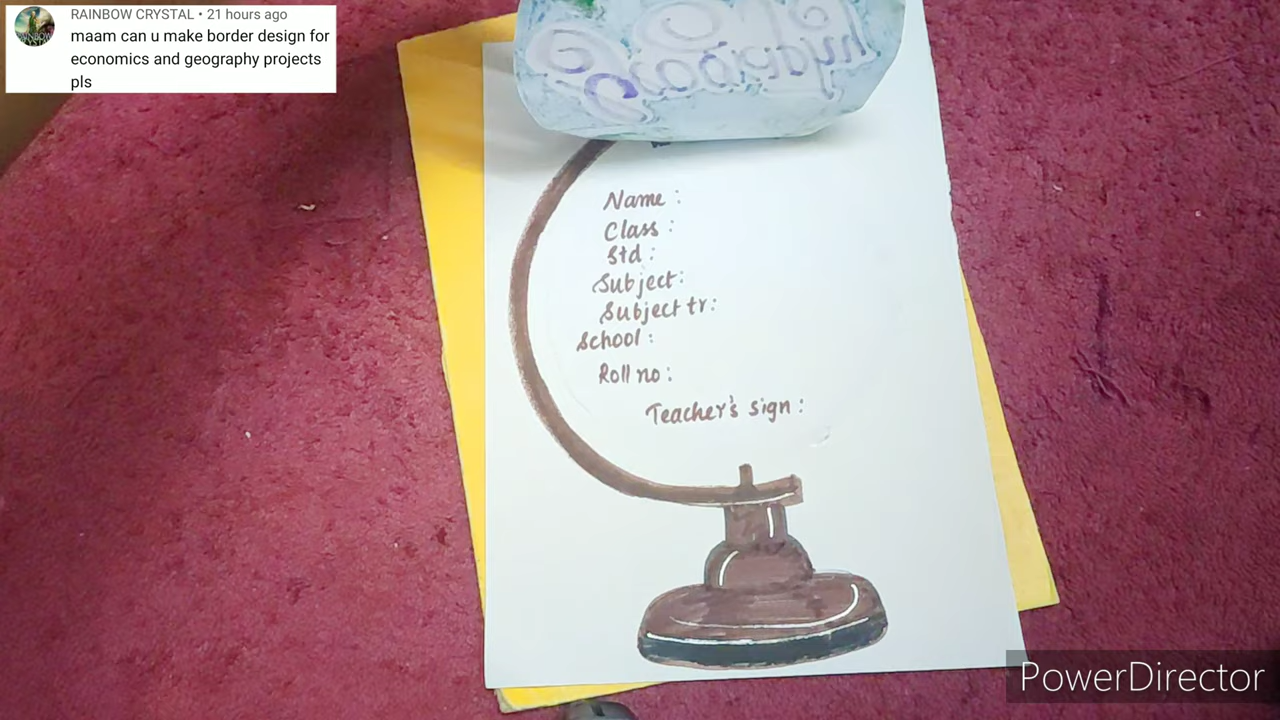 RAINBOW CRYSTAL • 21 hours ago
maam can u make border design for
economics and geography projects
pls
Name :
Class :
Std :
Subject :
Subject tr :
School :
Roll no :
Teacher's sign :
PowerDirector